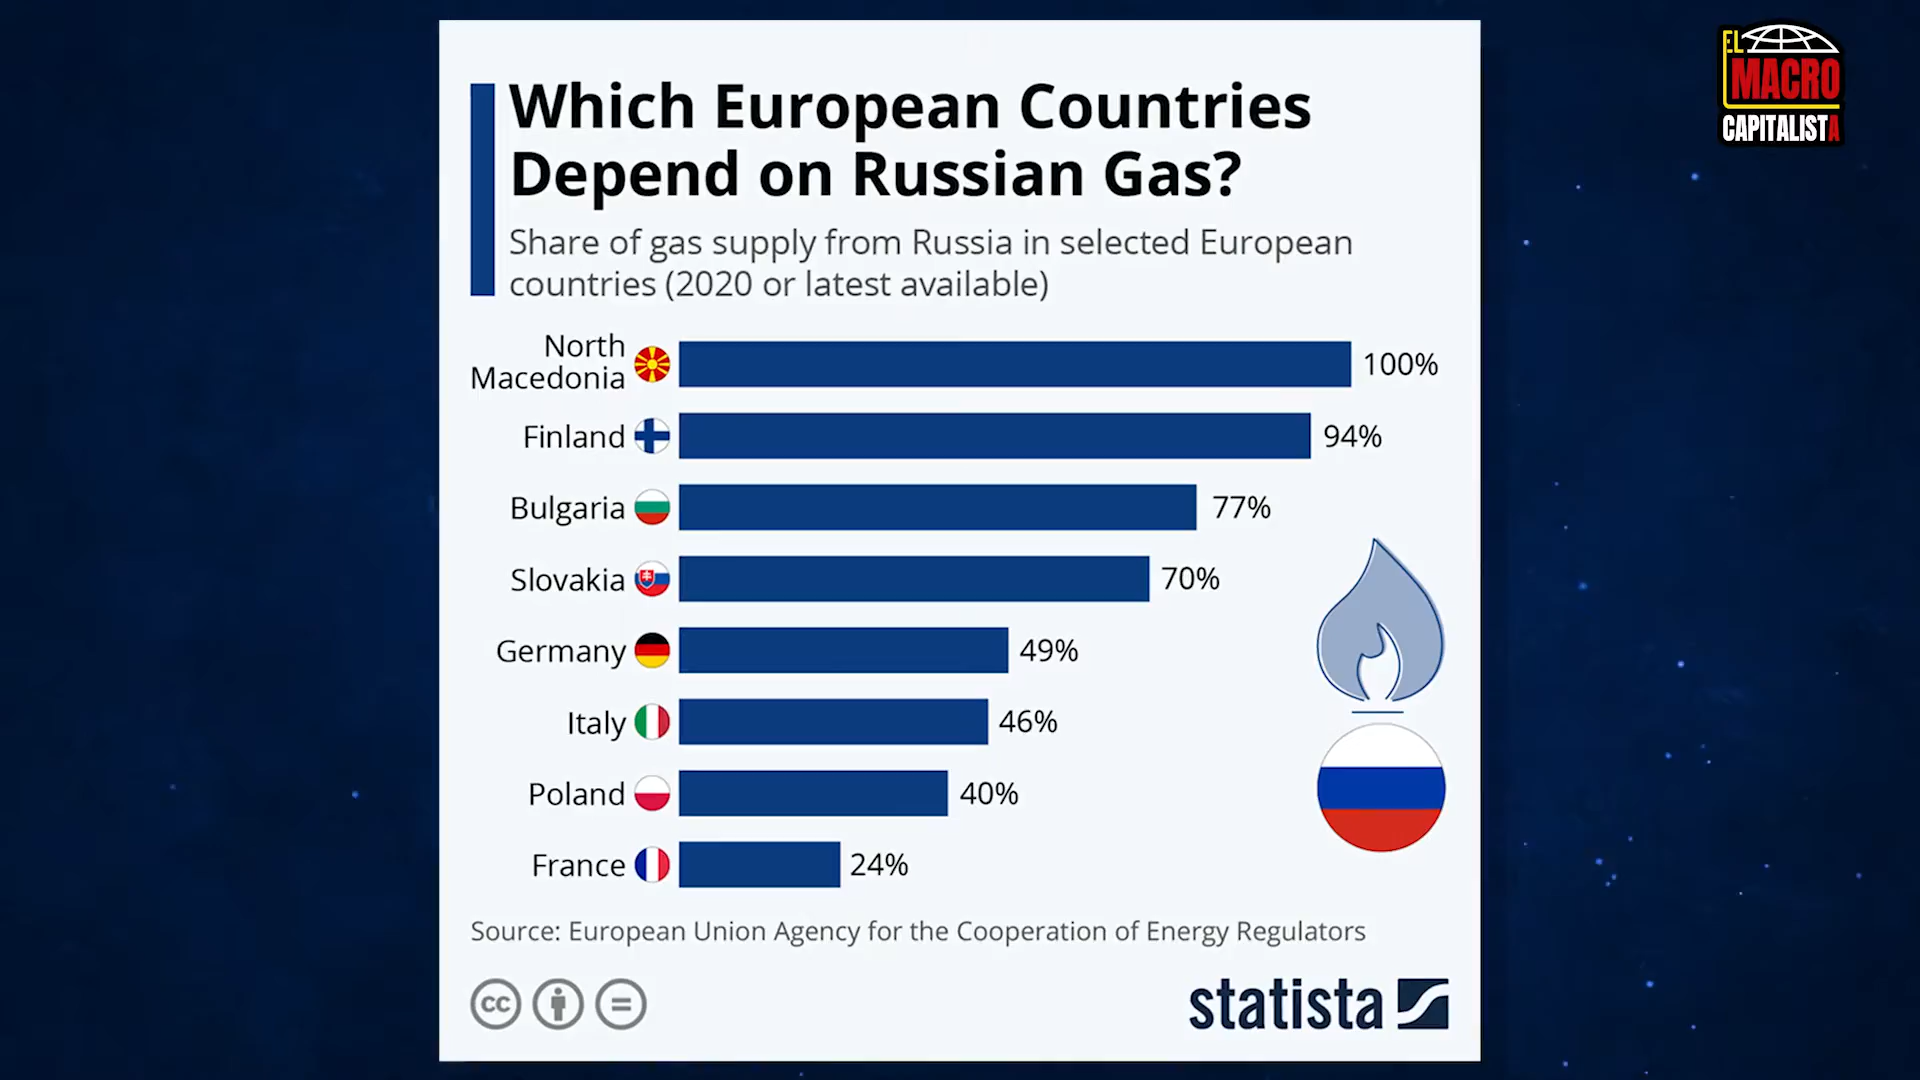 EL
MACRO
CAPITALISTA
Which European Countries
Depend on Russian Gas?
Share of gas supply from Russia in selected European
countries (2020 or latest available)
North
Macedonia 100%
Finland 94%
Bulgaria 77%
Slovakia 70%
Germany 49%
Italy 46%
Poland 40%
France 24%
Source: European Union Agency for the Cooperation of Energy Regulators
cc
statista